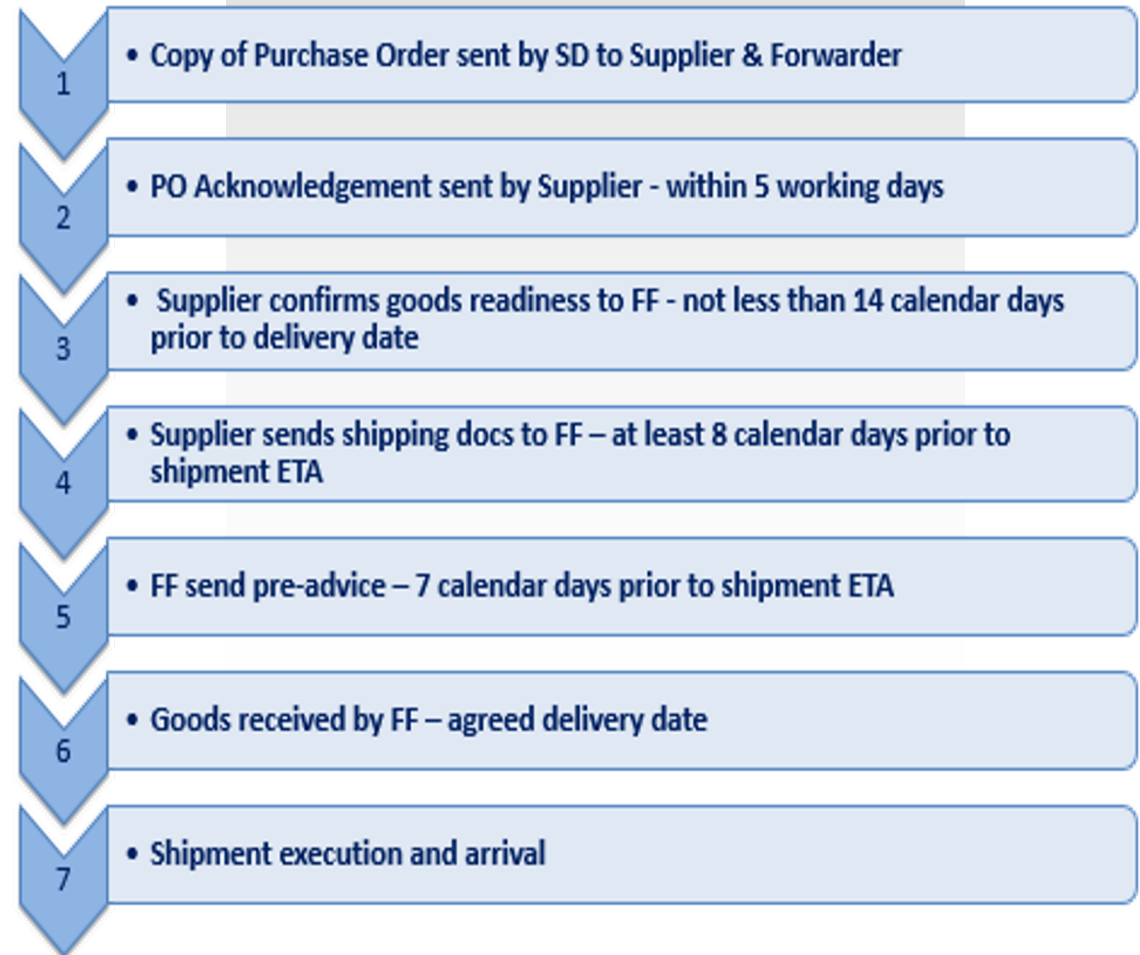 1
• Copy of Purchase Order sent by SD to Supplier & Forwarder
2
• PO Acknowledgement sent by Supplier - within 5 working days
3
• Supplier confirms goods readiness to FF - not less than 14 calendar days
prior to delivery date
4
• Supplier sends shipping docs to FF – at least 8 calendar days prior to
shipment ETA
5
• FF send pre-advice – 7 calendar days prior to shipment ETA
6
• Goods received by FF – agreed delivery date
7
• Shipment execution and arrival